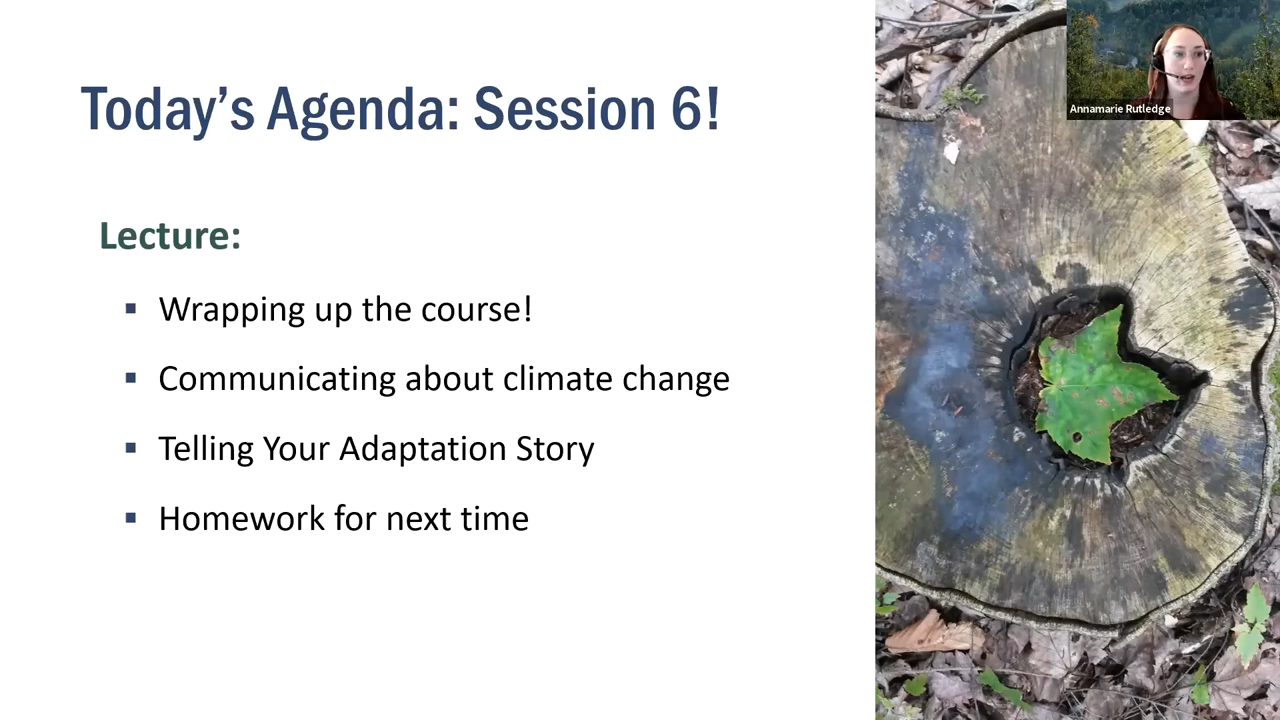 Today's Agenda: Session 6!
Annamarie Rutledge
Lecture:
▪ Wrapping up the course!
▪ Communicating about climate change
▪ Telling Your Adaptation Story
▪ Homework for next time